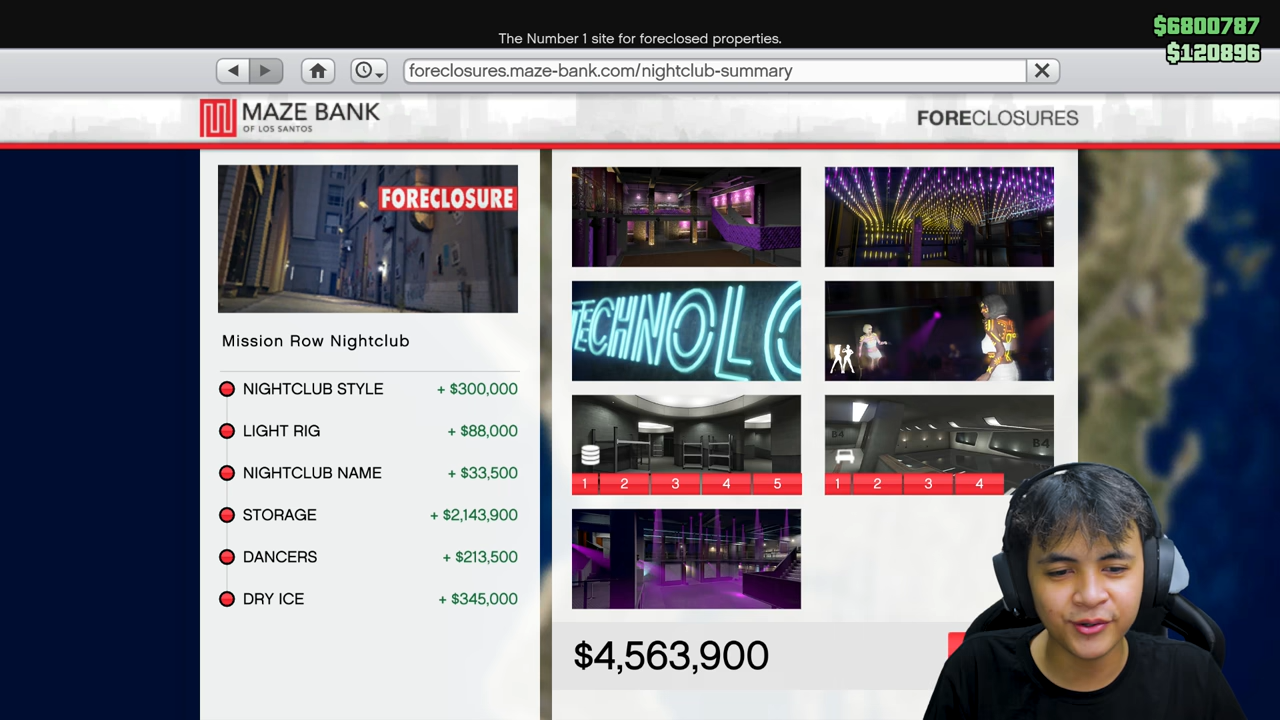 The Number 1 site for foreclosed properties.
$6800787
$120896
foreclosures.maze-bank.com/nightclub-summary
MAZE BANK
OF LOS SANTOS
FORECLOSURES
FORECLOSURE
Mission Row Nightclub
NIGHTCLUB STYLE + $300,000
LIGHT RIG + $88,000
NIGHTCLUB NAME + $33,500
STORAGE + $2,143,900
DANCERS + $213,500
DRY ICE + $345,000
TECHNOLO
1 2 3 4 5
B4
B4
1 2 3 4
$4,563,900